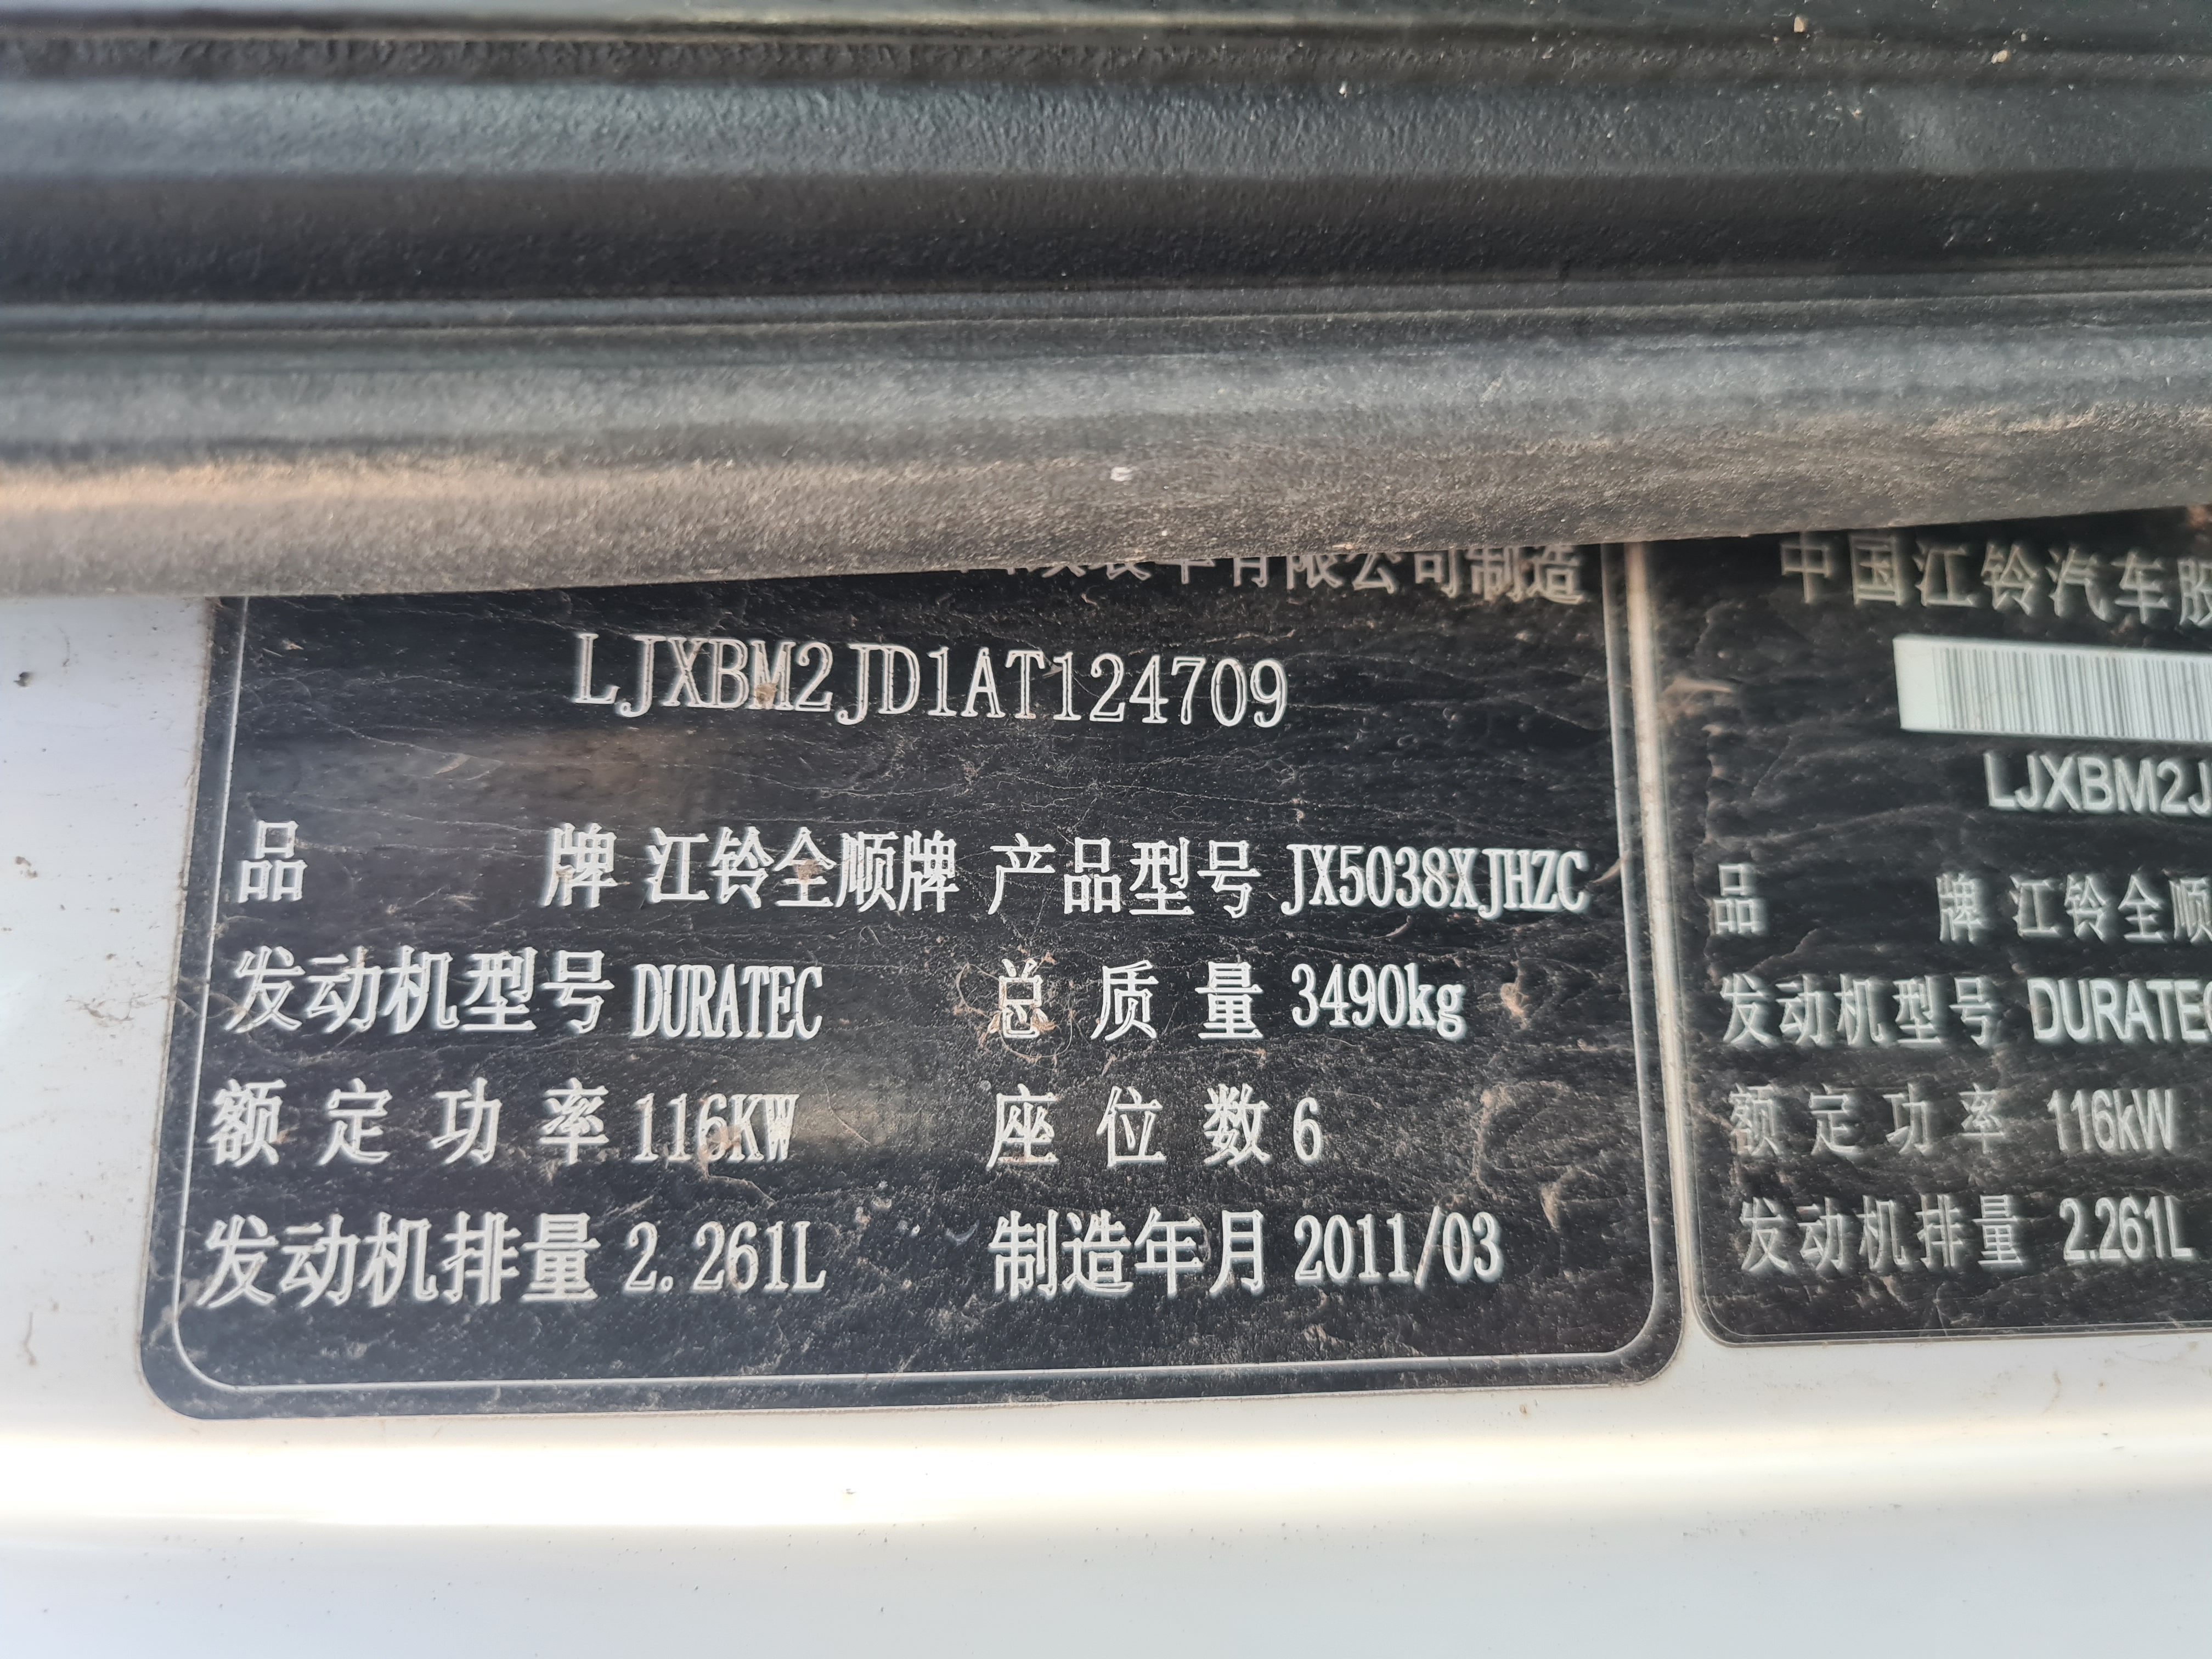 有限公司制造
LJXBM2JD1AT124709
品 牌 江铃全顺牌 产品型号 JX5038XJHZC
发动机型号 DURATEC 总质量 3490kg
额定功率 116KW 座位数 6
发动机排量 2.261L 制造年月 2011/03
中国江铃汽车股
LJXBM2J
品 牌 江铃全顺
发动机型号 DURATEC
额定功率 116kW
发动机排量 2.261L